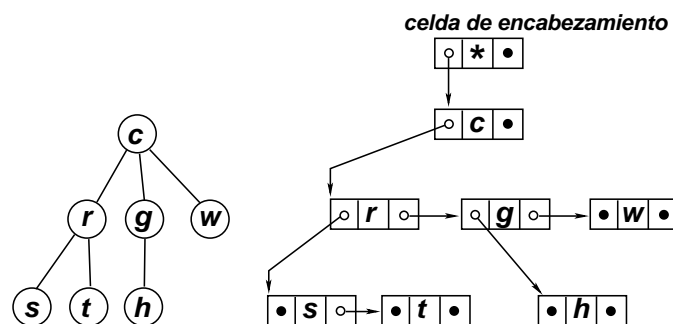 celda de encabezamiento
*
c
c
r g w
r g w
s t h
s t h